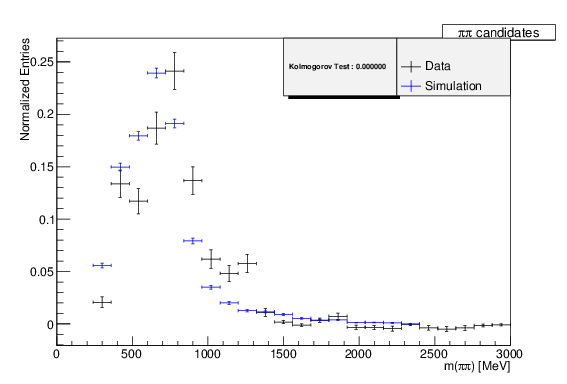 ππ candidates
Normalized Entries
Kolmogorov Test : 0.000000
Data
Simulation
0.25
0.2
0.15
0.1
0.05
0
0 500 1000 1500 2000 2500 3000
m(ππ) [MeV]